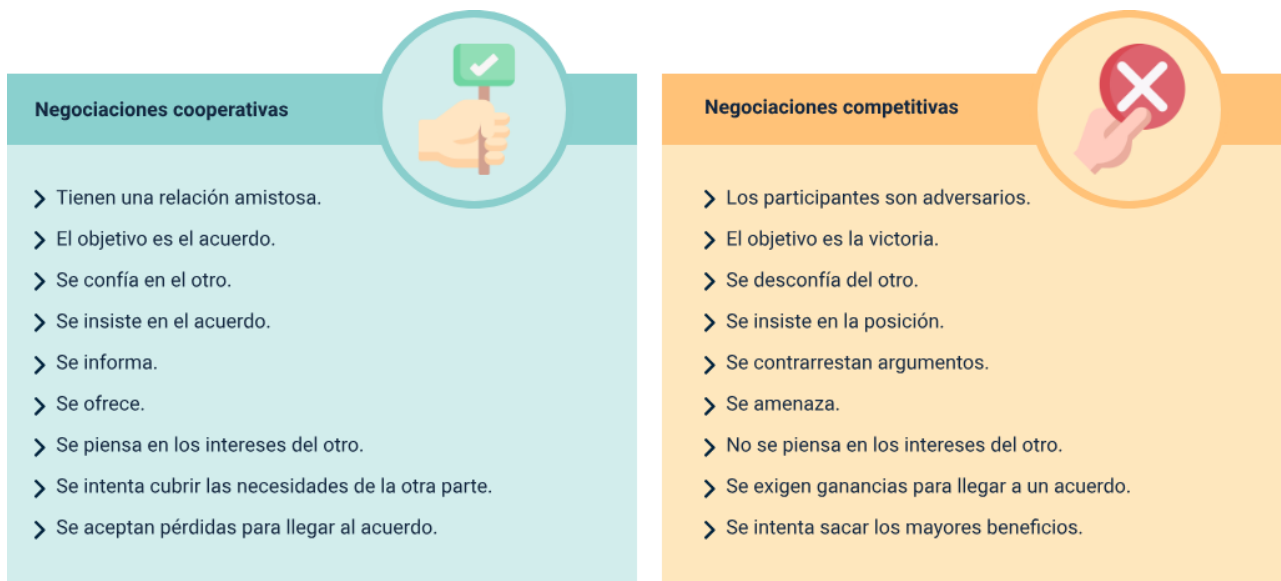 Negociaciones cooperativas
Tienen una relación amistosa.
El objetivo es el acuerdo.
Se confía en el otro.
Se insiste en el acuerdo.
Se informa.
Se ofrece.
Se piensa en los intereses del otro.
Se intenta cubrir las necesidades de la otra parte.
Se aceptan pérdidas para llegar al acuerdo.
Negociaciones competitivas
Los participantes son adversarios.
El objetivo es la victoria.
Se desconfía del otro.
Se insiste en la posición.
Se contrarrestan argumentos.
Se amenaza.
No se piensa en los intereses del otro.
Se exigen ganancias para llegar a un acuerdo.
Se intenta sacar los mayores beneficios.